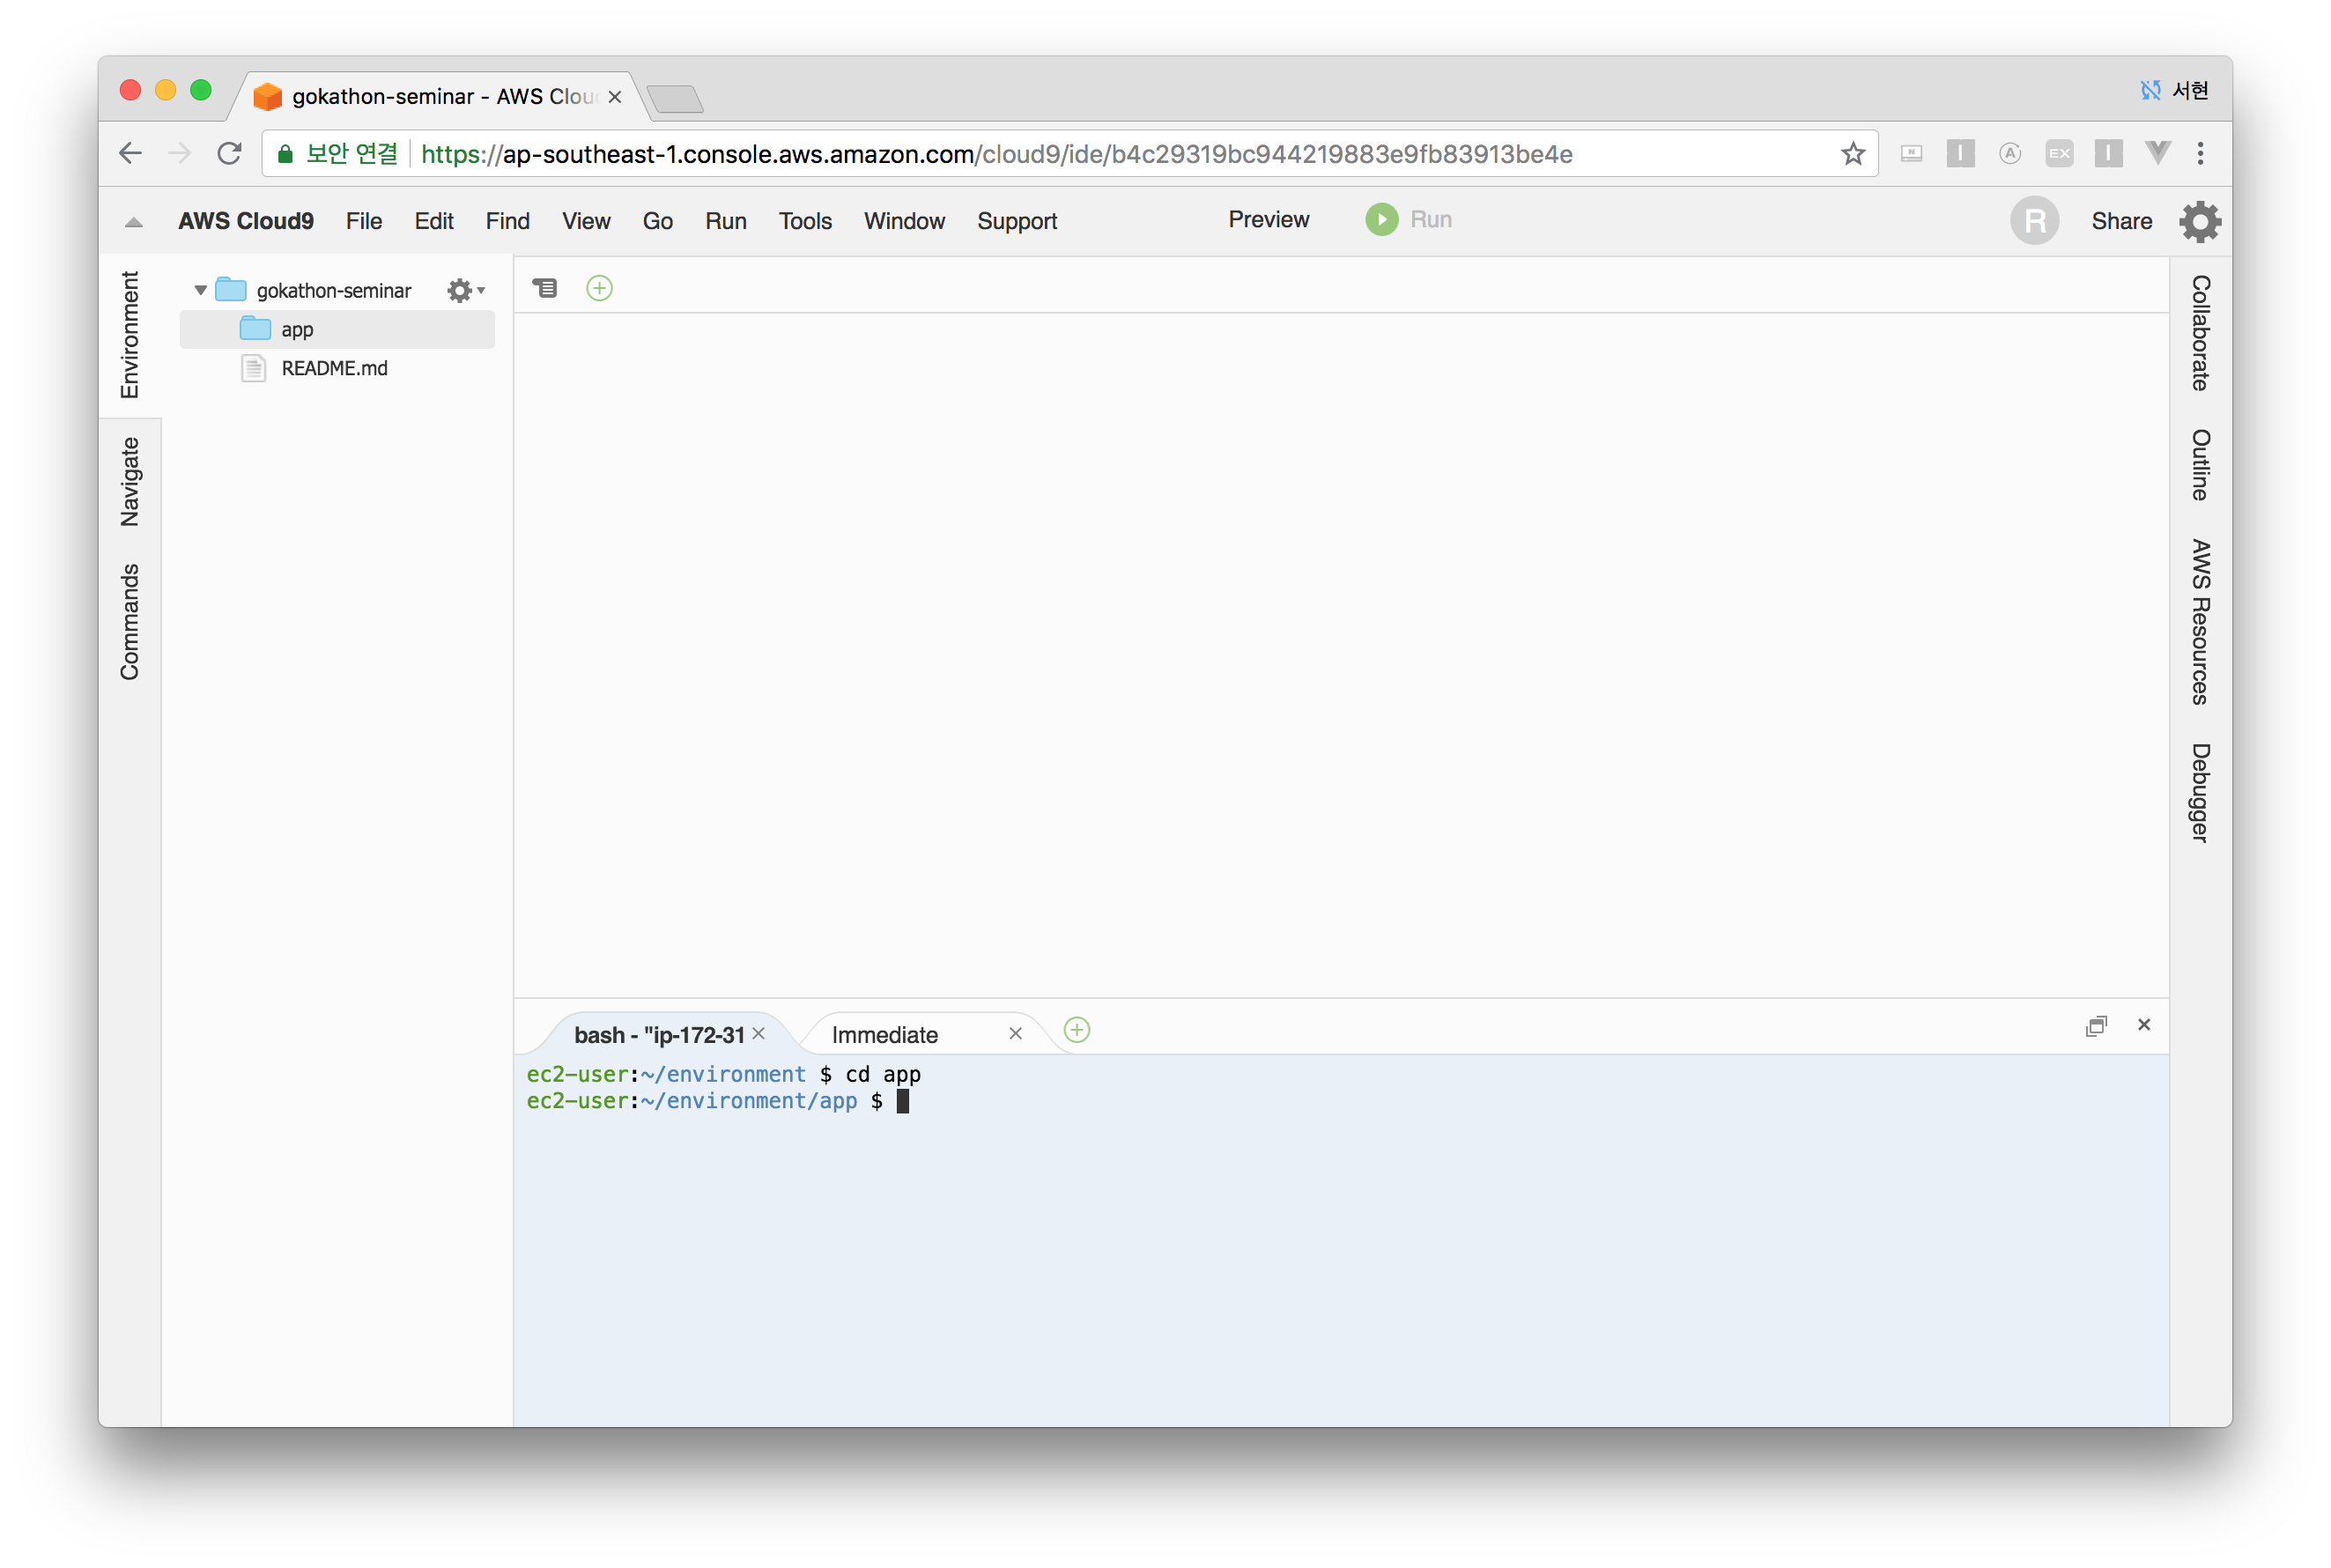 gokathon-seminar - AWS Clou
서현
보안 연결 https://ap-southeast-1.console.aws.amazon.com/cloud9/ide/b4c29319bc944219883e9fb83913be4e
N I A EX I
AWS Cloud9 File Edit Find View Go Run Tools Window Support Preview Run R Share
Environment
Navigate
Commands
gokathon-seminar
app
README.md
Collaborate
Outline
AWS Resources
Debugger
bash - "ip-172-31 Immediate
ec2-user:~/environment $ cd app
ec2-user:~/environment/app $